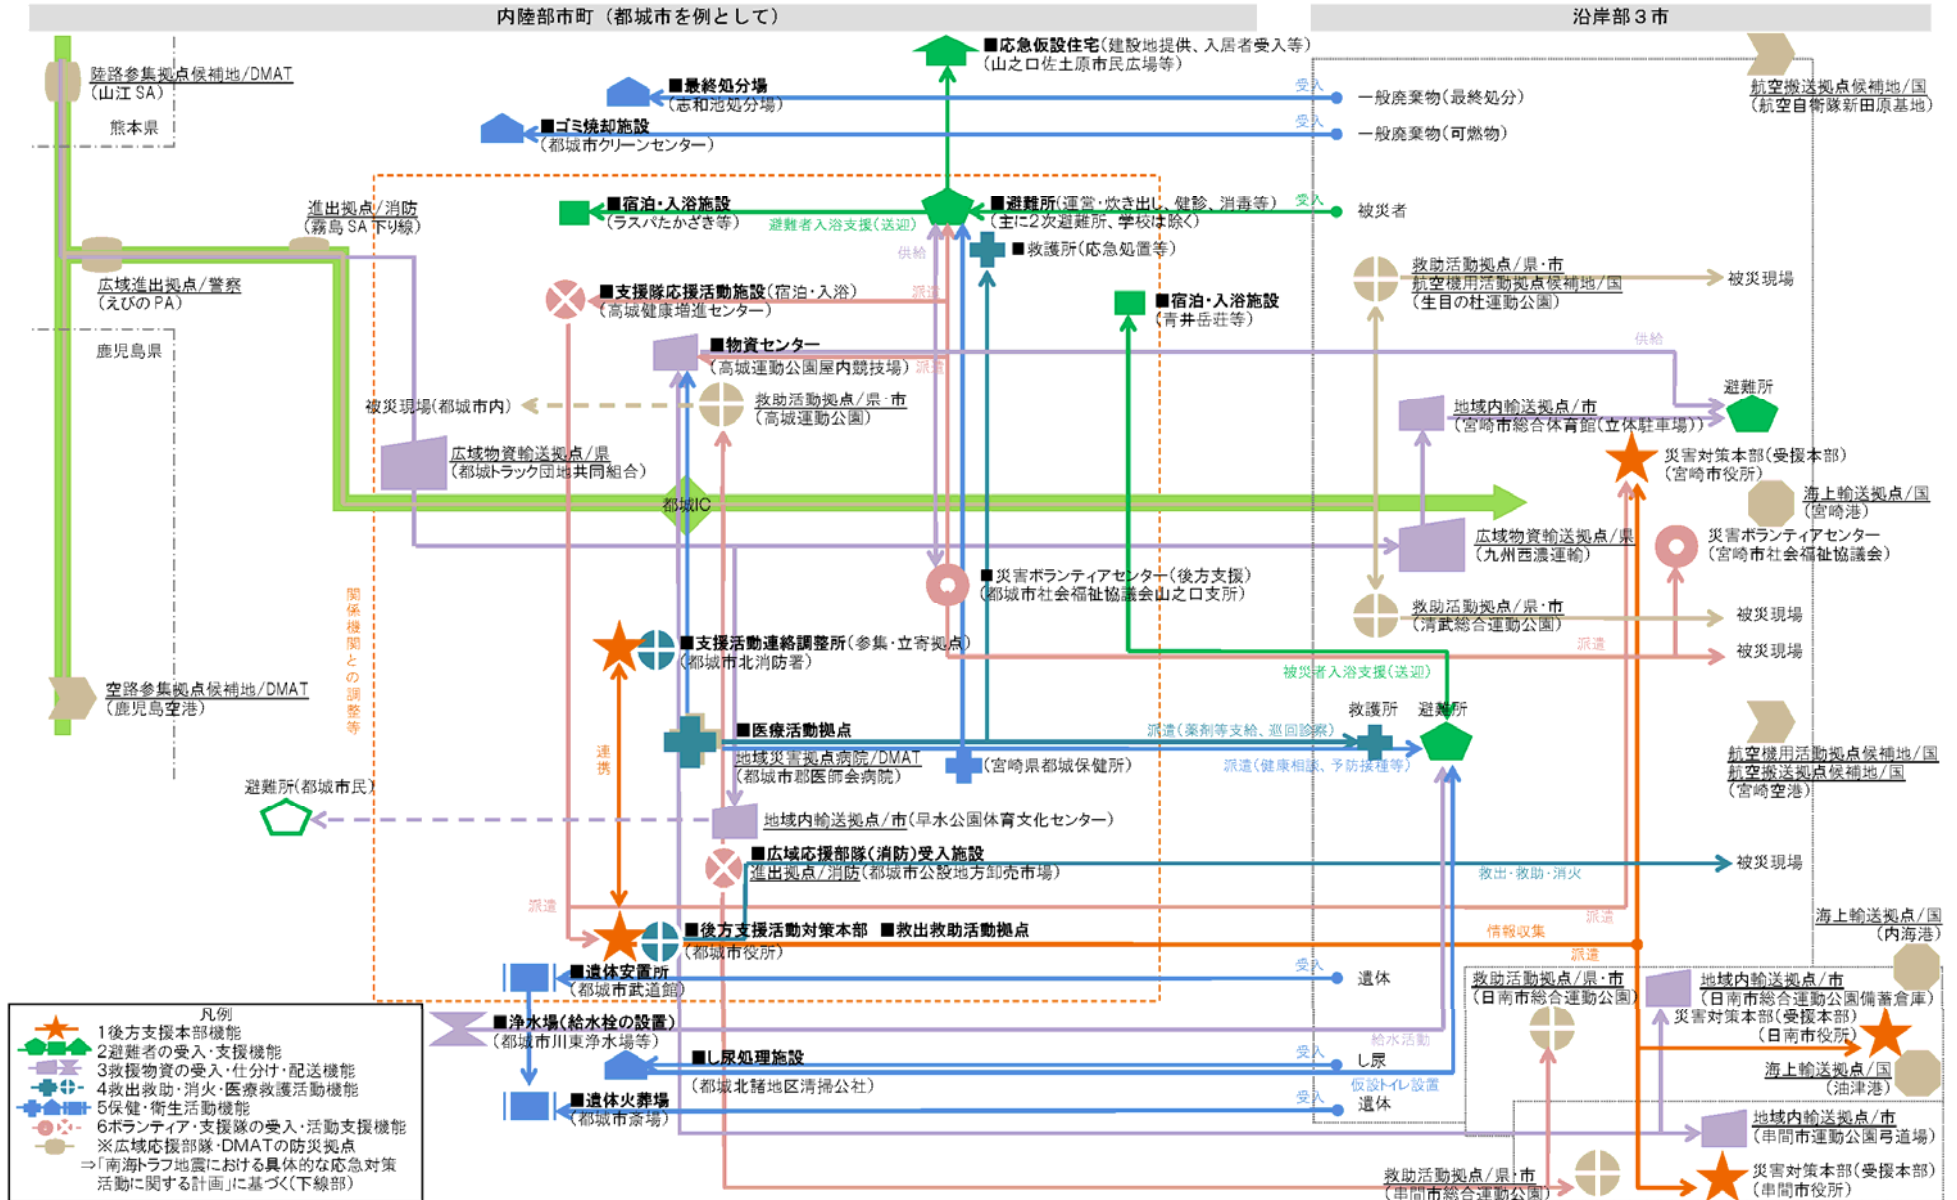 内陸部市町（都城市を例として）
沿岸部３市
陸路参集拠点候補地/DMAT
（山江SA）
熊本県
■応急仮設住宅（建設地提供、入居者受入等）
（山之口佐土原市民広場等）
■最終処分場
（志和池処分場）
受入
一般廃棄物（最終処分）
■ゴミ焼却施設
（都城市クリーンセンター）
受入
一般廃棄物（可燃物）
航空搬送拠点候補地/国
（航空自衛隊新田原基地）
進出拠点/消防
（霧島SA下り線）
■宿泊・入浴施設
（ラスパたかざき等）
避難者入浴支援（送迎）
■避難所（運営・炊き出し、健診、消毒等）
（主に2次避難所、学校は除く）
受入
被災者
供給
■救護所（応急処置等）
広域進出拠点/警察
（えびのPA）
鹿児島県
■支援隊応援活動施設（宿泊・入浴）
（高城健康増進センター）
派遣
■宿泊・入浴施設
（青井岳荘等）
救助活動拠点/県・市
航空機用活動拠点候補地/国
（生目の杜運動公園）
被災現場
■物資センター
（高城運動公園屋内競技場）
派遣
供給
被災現場（都城市内）
救助活動拠点/県・市
（高城運動公園）
避難所
地域内輸送拠点/市
（宮崎市総合体育館（立体駐車場））
広域物資輸送拠点/県
（都城トラック団地共同組合）
災害対策本部（受援本部）
（宮崎市役所）
都城IC
海上輸送拠点/国
（宮崎港）
広域物資輸送拠点/県
（九州西濃運輸）
災害ボランティアセンター
（宮崎市社会福祉協議会）
■災害ボランティアセンター（後方支援）
（都城市社会福祉協議会山之口支所）
関係機関との調整等
救助活動拠点/県・市
（清武総合運動公園）
被災現場
■支援活動連絡調整所（参集・立寄拠点）
（都城市北消防署）
派遣
被災現場
被災者入浴支援（送迎）
空路参集拠点候補地/DMAT
（鹿児島空港）
連携
■医療活動拠点
地域災害拠点病院/DMAT
（都城市郡医師会病院）
派遣（薬剤等支給、巡回診察）
救護所
避難所
（宮崎県都城保健所）
派遣（健康相談、予防接種等）
航空機用活動拠点候補地/国
航空搬送拠点候補地/国
（宮崎空港）
避難所（都城市民）
地域内輸送拠点/市（早水公園体育文化センター）
■広域応援部隊（消防）受入施設
進出拠点/消防（都城市公設地方卸売市場）
救出・救助・消火
被災現場
派遣
派遣
■後方支援活動対策本部　■救出救助活動拠点
（都城市役所）
情報収集
派遣
海上輸送拠点/国
（内海港）
■遺体安置所
（都城市武道館）
受入
遺体
救助活動拠点/県・市
（日南市総合運動公園）
地域内輸送拠点/市
（日南市総合運動公園備蓄倉庫）
災害対策本部（受援本部）
（日南市役所）
■浄水場（給水栓の設置）
（都城市川東浄水場等）
給水活動
■し尿処理施設
（都城北諸地区清掃公社）
受入
し尿
仮設トイレ設置
海上輸送拠点/国
（油津港）
■遺体火葬場
（都城市斎場）
受入
遺体
地域内輸送拠点/市
（串間市運動公園弓道場）
救助活動拠点/県・市
（串間市総合運動公園）
災害対策本部（受援本部）
（串間市役所）
凡例
1後方支援本部機能
2避難者の受入・支援機能
3救援物資の受入・仕分け・配送機能
4救出救助・消火・医療救護活動機能
5保健・衛生活動機能
6ボランティア・支援隊の受入・活動支援機能
※広域応援部隊・DMATの防災拠点
⇒「南海トラフ地震における具体的な応急対策
活動に関する計画」に基づく（下線部）